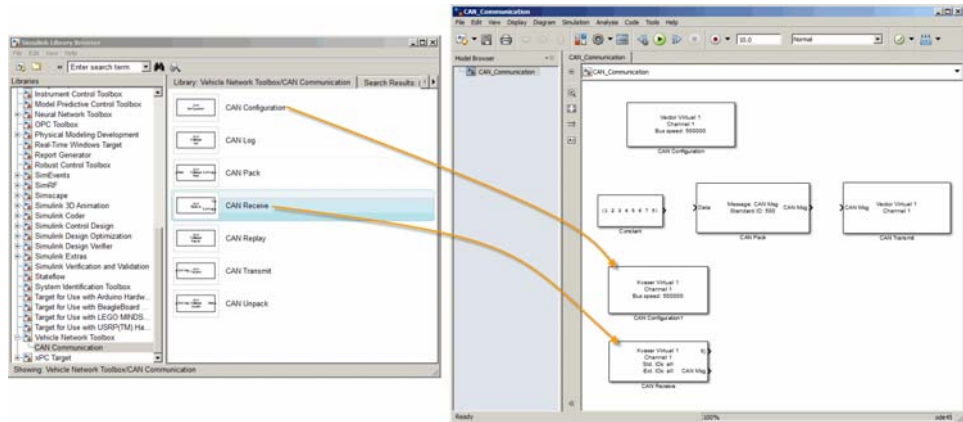 Simulink Library Browser
File Edit View Help
Enter search term
Libraries
Instrument Control Toolbox
Model Predictive Control Toolbox
Neural Network Toolbox
OPC Toolbox
Physical Modeling Development
Real-Time Windows Target
Report Generator
Robust Control Toolbox
SimEvents
SimRF
Simscape
Simulink 3D Animation
Simulink Coder
Simulink Control Design
Simulink Design Optimization
Simulink Design Verifier
Simulink Extras
Simulink Verification and Validation
Stateflow
System Identification Toolbox
Target for Use with Arduino Hardw...
Target for Use with BeagleBoard ...
Target for Use with LEGO MINDS...
Target for Use with USRP(TM) Ha...
Vehicle Network Toolbox
CAN Communication
xPC Target
Library: Vehicle Network Toolbox/CAN Communication
Search Results:
CAN Configuration
CAN Log
CAN Pack
CAN Receive
CAN Replay
CAN Transmit
CAN Unpack
Showing: Vehicle Network Toolbox/CAN Communication
CAN_Communication
File Edit View Display Diagram Simulation Analysis Code Tools Help
10.0
Normal
Model Browser
CAN_Communication
CAN_Communication
CAN_Communication
Vector Virtual 1
Channel 1
Bus speed: 500000
CAN Configuration
[1 2 3 4 5 6 7 8]
Constant
Data
Message: CAN Msg
Standard ID: 500
CAN Msg
CAN Pack
CAN Msg
Vector Virtual 1
Channel 1
CAN Transmit
Kvaser Virtual 1
Channel 1
Bus speed: 500000
CAN Configuration1
Kvaser Virtual 1
Channel 1
Std. IDs: all
Ext. IDs: all
f()
CAN Msg
CAN Receive
Ready
100%
ode45